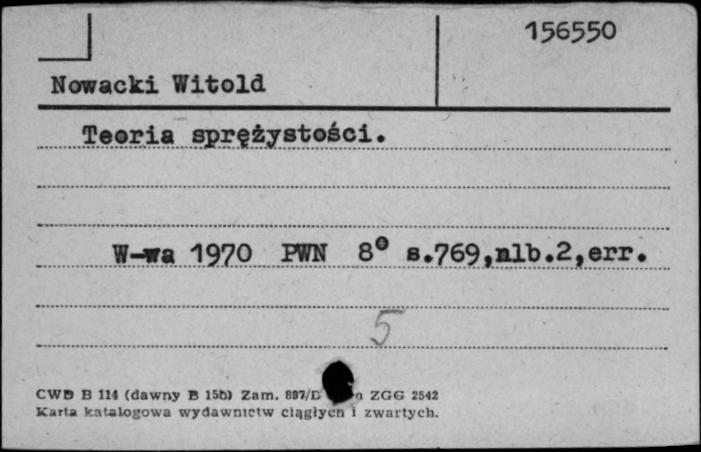 156550
Nowacki Witold
Teoria sprężystości.
W-wa 1970 PWN 8° s.769,nlb.2,err.
5
CWD B 114 (dawny B 15b) Zam. 897/D ZGG 2542
Karta katalogowa wydawnictw ciągłych i zwartych.